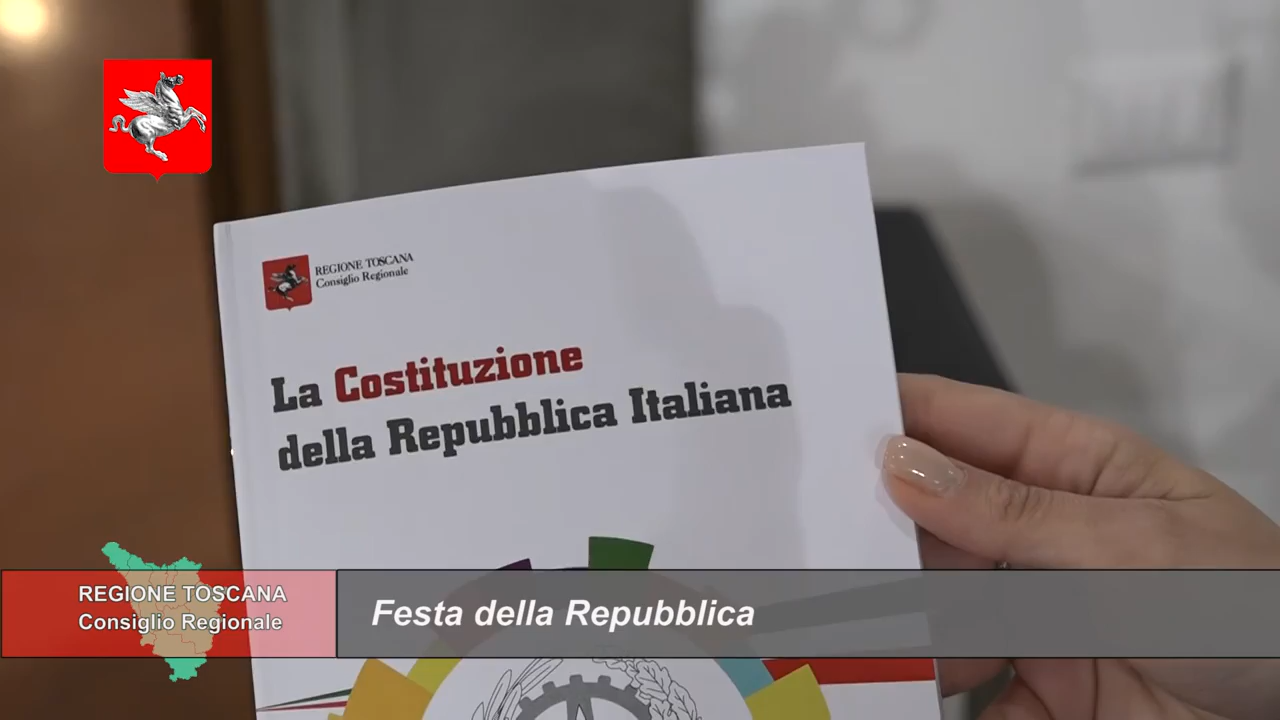 REGIONE TOSCANA
Consiglio Regionale
La Costituzione
della Repubblica Italiana
REGIONE TOSCANA
Consiglio Regionale
Festa della Repubblica